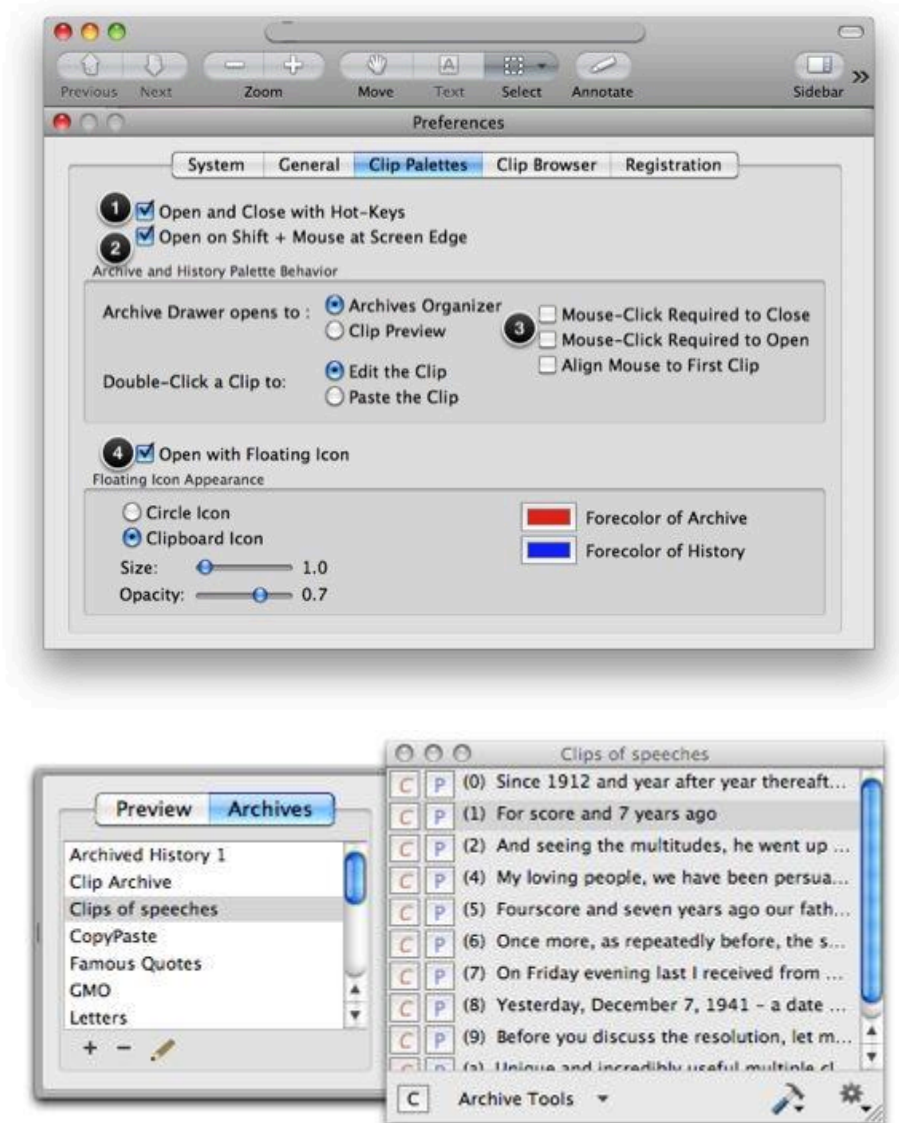 Previous Next Zoom Move Text Select Annotate Sidebar »
Preferences
System General Clip Palettes Clip Browser Registration
1 Open and Close with Hot-Keys
2 Open on Shift + Mouse at Screen Edge
Archive and History Palette Behavior
Archive Drawer opens to : Archives Organizer
Clip Preview
3 Mouse-Click Required to Close
Mouse-Click Required to Open
Align Mouse to First Clip
Double-Click a Clip to: Edit the Clip
Paste the Clip
4 Open with Floating Icon
Floating Icon Appearance
Circle Icon
Clipboard Icon
Size: 1.0
Opacity: 0.7
Forecolor of Archive
Forecolor of History
Preview Archives
Archived History 1
Clip Archive
Clips of speeches
CopyPaste
Famous Quotes
GMO
Letters
+ -
Clips of speeches
C P (0) Since 1912 and year after year thereaft...
C P (1) For score and 7 years ago
C P (2) And seeing the multitudes, he went up ...
C P (4) My loving people, we have been persua...
C P (5) Fourscore and seven years ago our fath...
C P (6) Once more, as repeatedly before, the s...
C P (7) On Friday evening last I received from ...
C P (8) Yesterday, December 7, 1941 – a date ...
C P (9) Before you discuss the resolution, let m...
C P (a) Unique and incredibly useful multiple cl...
C Archive Tools